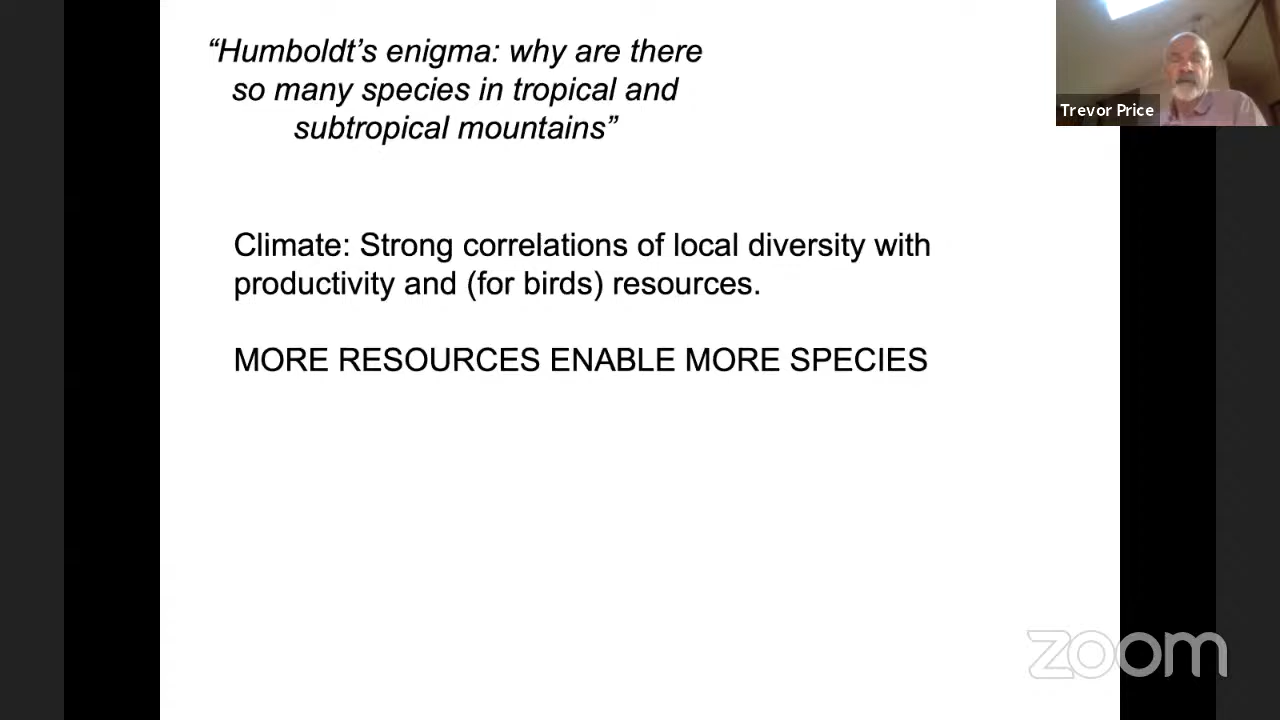 “Humboldt’s enigma: why are there
so many species in tropical and
subtropical mountains”
Trevor Price
Climate: Strong correlations of local diversity with
productivity and (for birds) resources.
MORE RESOURCES ENABLE MORE SPECIES
zoom